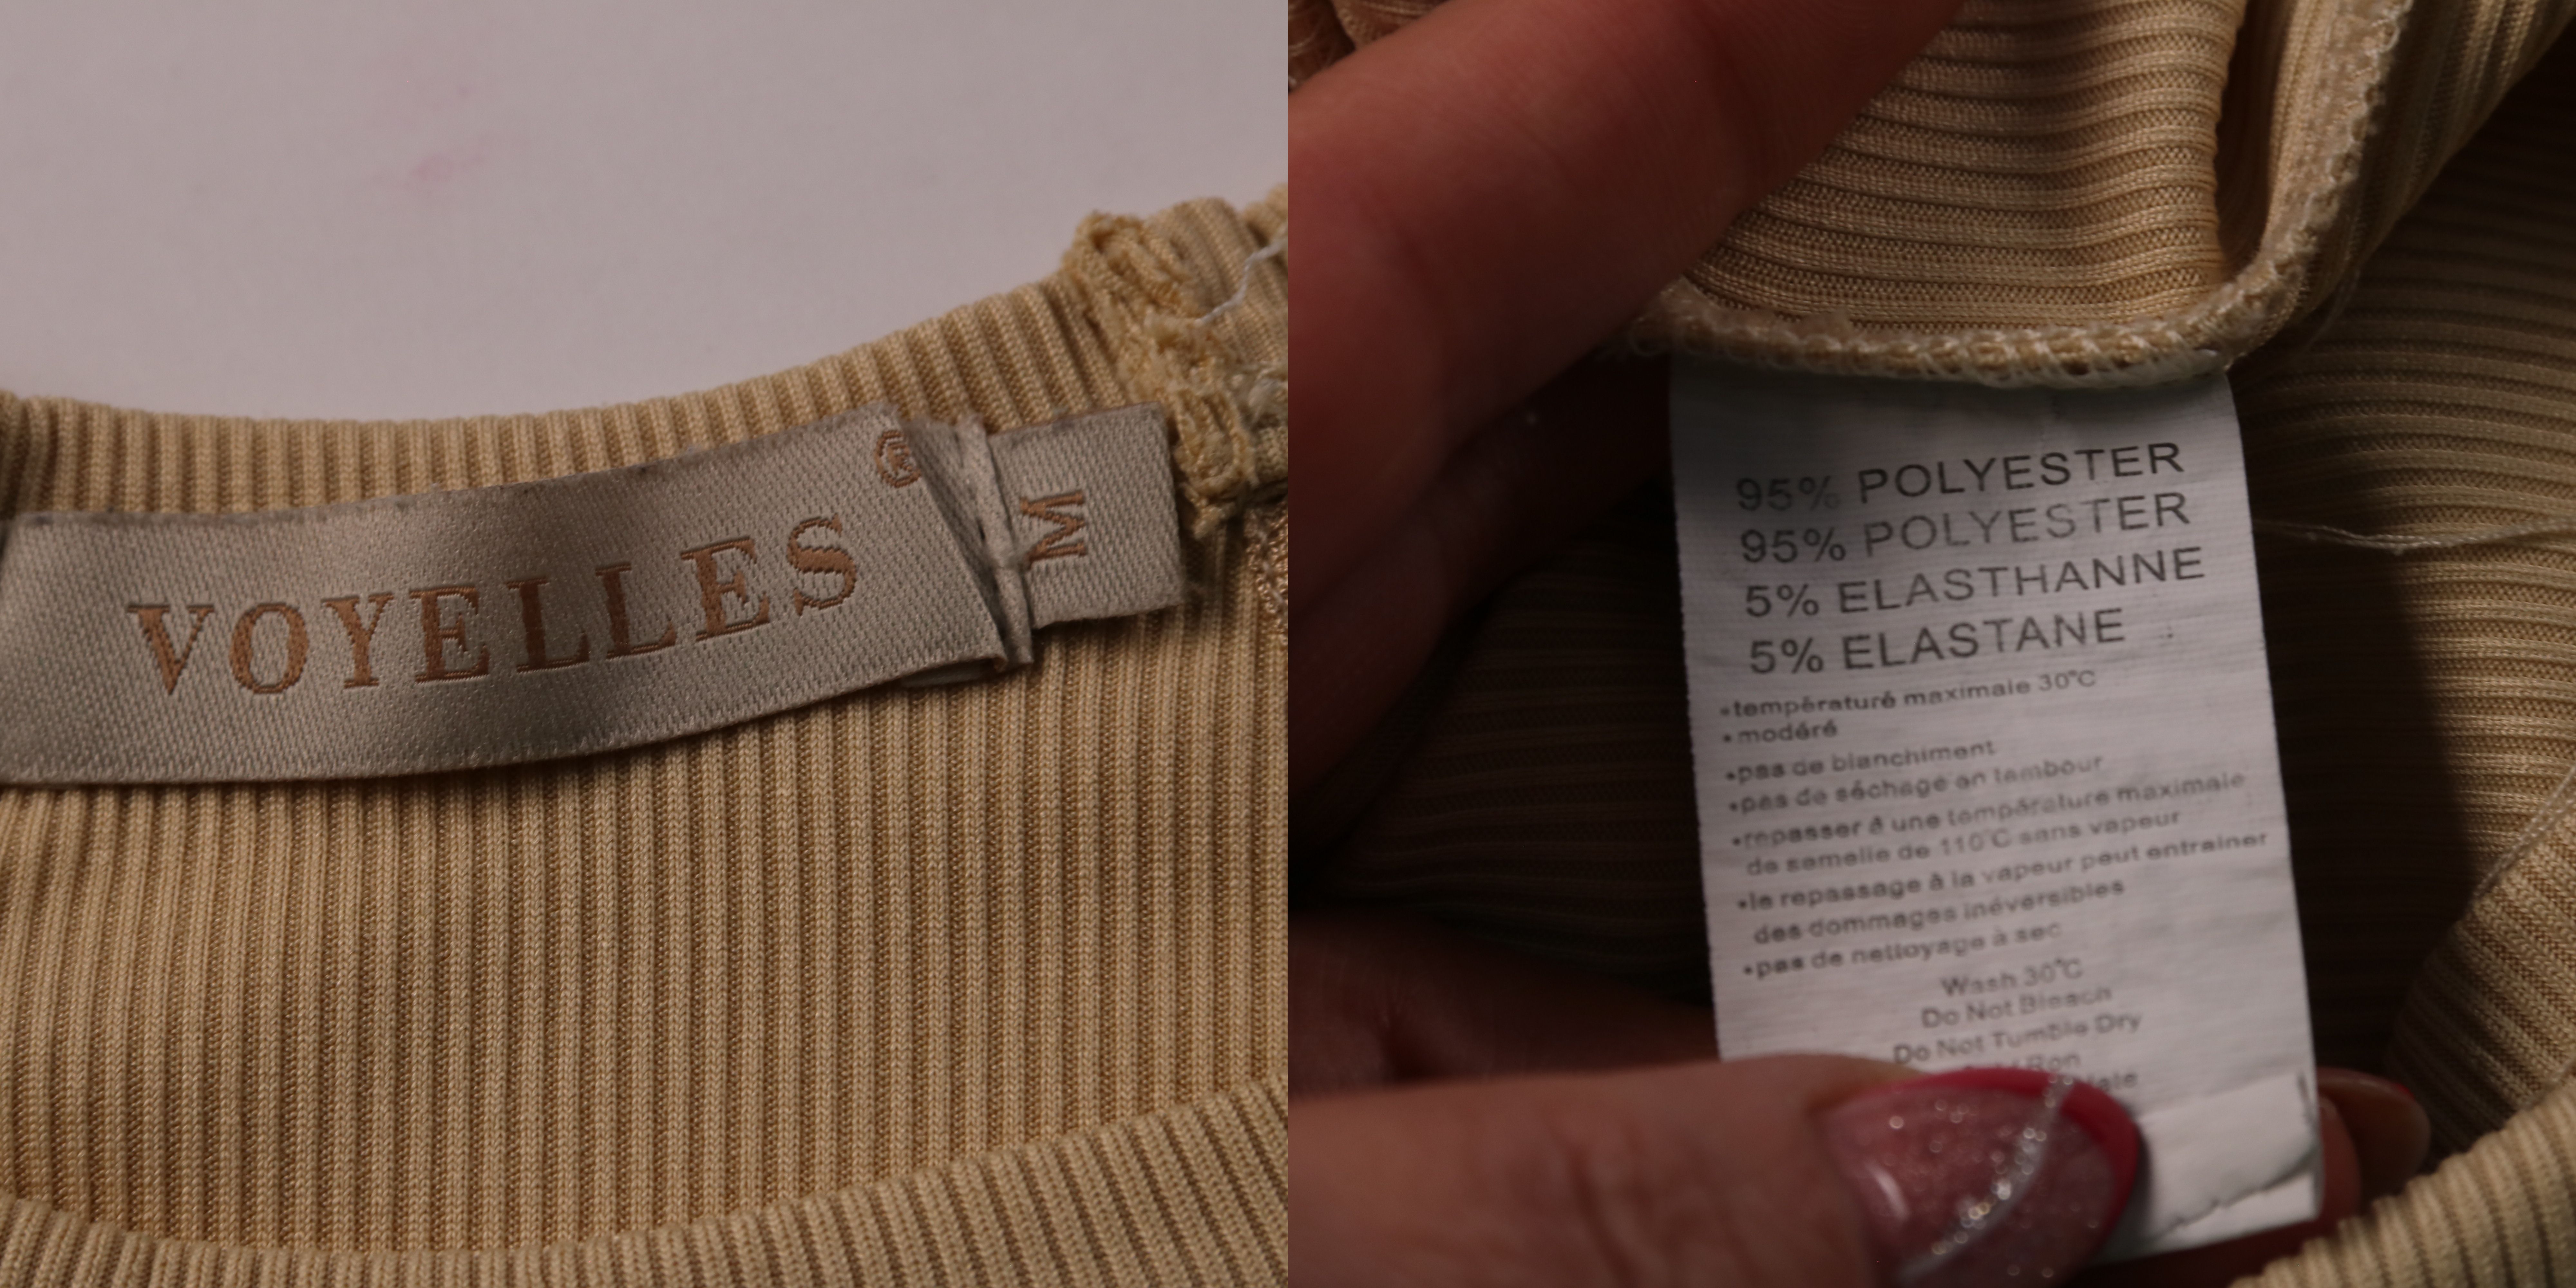 VOYELLES ®
M
95% POLYESTER
95% POLYESTER
5% ELASTHANNE
5% ELASTANE
•températuré maximale 30°C
•modéré
•pas de blanchiment
•pas de séchage en tambour
•repasser à une température maximale
de semelle de 110°C sans vapeur
•le repassage à la vapeur peut entrainer
des dommages inéversibles
•pas de nettoyage à sec
Wash 30°C
Do Not Bleach
Do Not Tumble Dry